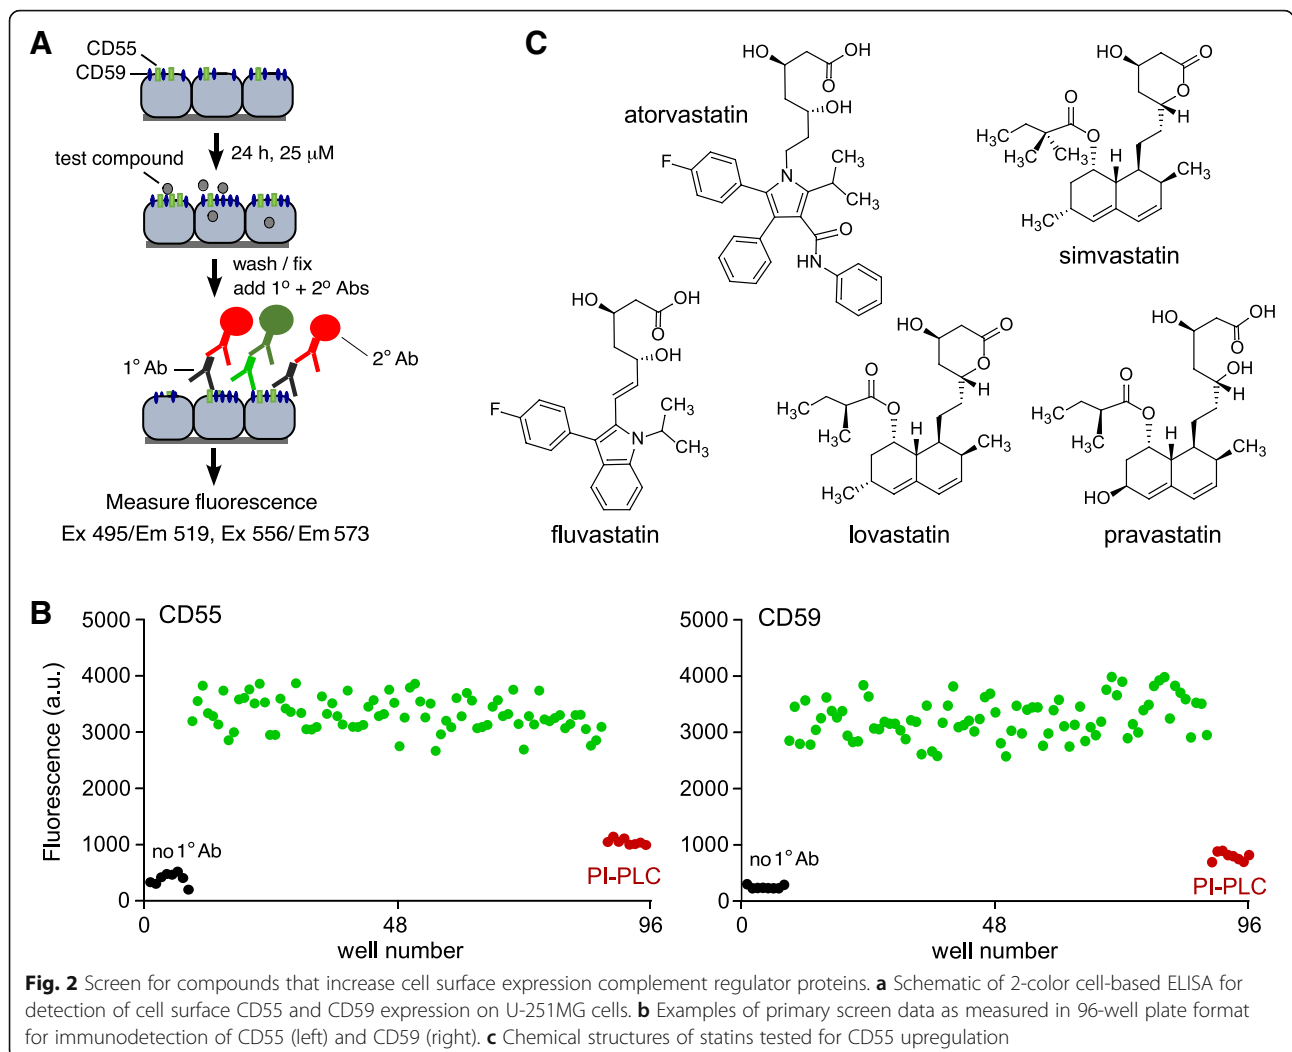 A
CD55
CD59
24 h, 25 µM
test compound
wash / fix
add 1° + 2° Abs
1° Ab
2° Ab
Measure fluorescence
Ex 495/Em 519, Ex 556/ Em 573
C
HO
OH
O
OH
atorvastatin
F
N
CH₃
CH₃
O
HN
HO
O
O
H
O
O
H₃C
H₃C
CH₃
H
CH₃
H₃C
simvastatin
HO
OH
O
OH
F
N
CH₃
CH₃
fluvastatin
HO
O
O
H
O
O
H₃C
CH₃
H
CH₃
H₃C
lovastatin
HO
OH
O
OH
H
O
O
H₃C
CH₃
H
CH₃
HO
pravastatin
B
CD55
Fluorescence (a.u.)
5000
4000
3000
2000
1000
0
no 1° Ab
PI-PLC
0
48
96
well number
CD59
5000
4000
3000
2000
1000
0
no 1° Ab
PI-PLC
0
48
96
well number
Fig. 2 Screen for compounds that increase cell surface expression complement regulator proteins. a Schematic of 2-color cell-based ELISA for
detection of cell surface CD55 and CD59 expression on U-251MG cells. b Examples of primary screen data as measured in 96-well plate format
for immunodetection of CD55 (left) and CD59 (right). c Chemical structures of statins tested for CD55 upregulation